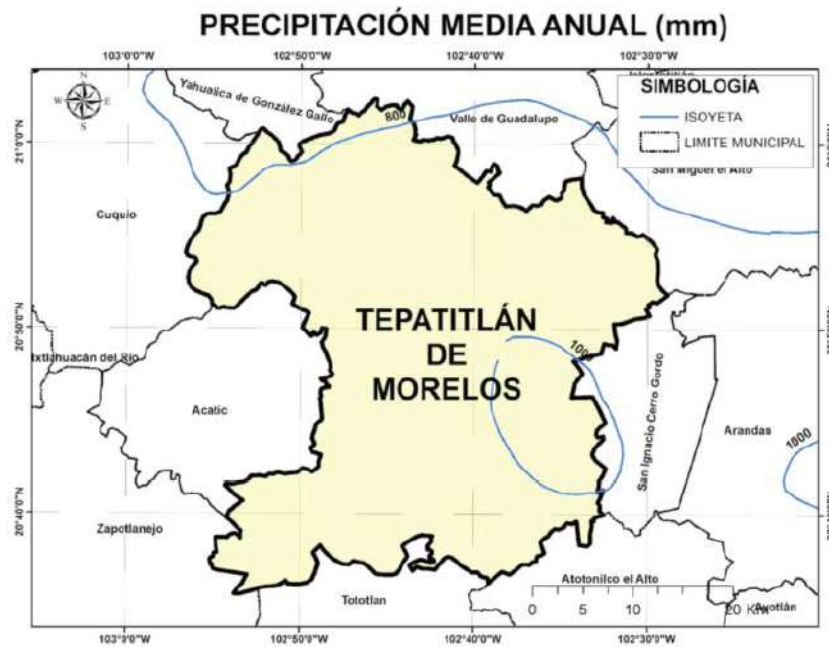 PRECIPITACIÓN MEDIA ANUAL (mm)
103°0'0"W 102°50'0"W 102°40'0"W 102°30'0"W
N
W E
S
SIMBOLOGÍA
ISOYETA
LIMITE MUNICIPAL
Yahualica de González Gallo
800
Valle de Guadalupe
21°0'0"N
San Miguel el Alto
Cuquio
TEPATITLÁN
DE
MORELOS
20°50'0"N
1000
Ixtlahuacán del Río
Acatic
San Ignacio Cerro Gordo
Arandas
1000
20°40'0"N
Zapotlanejo
Atotonilco el Alto
Tototlan
0 5 10 20 Km
Ayotlán
103°0'0"W 102°50'0"W 102°40'0"W 102°30'0"W